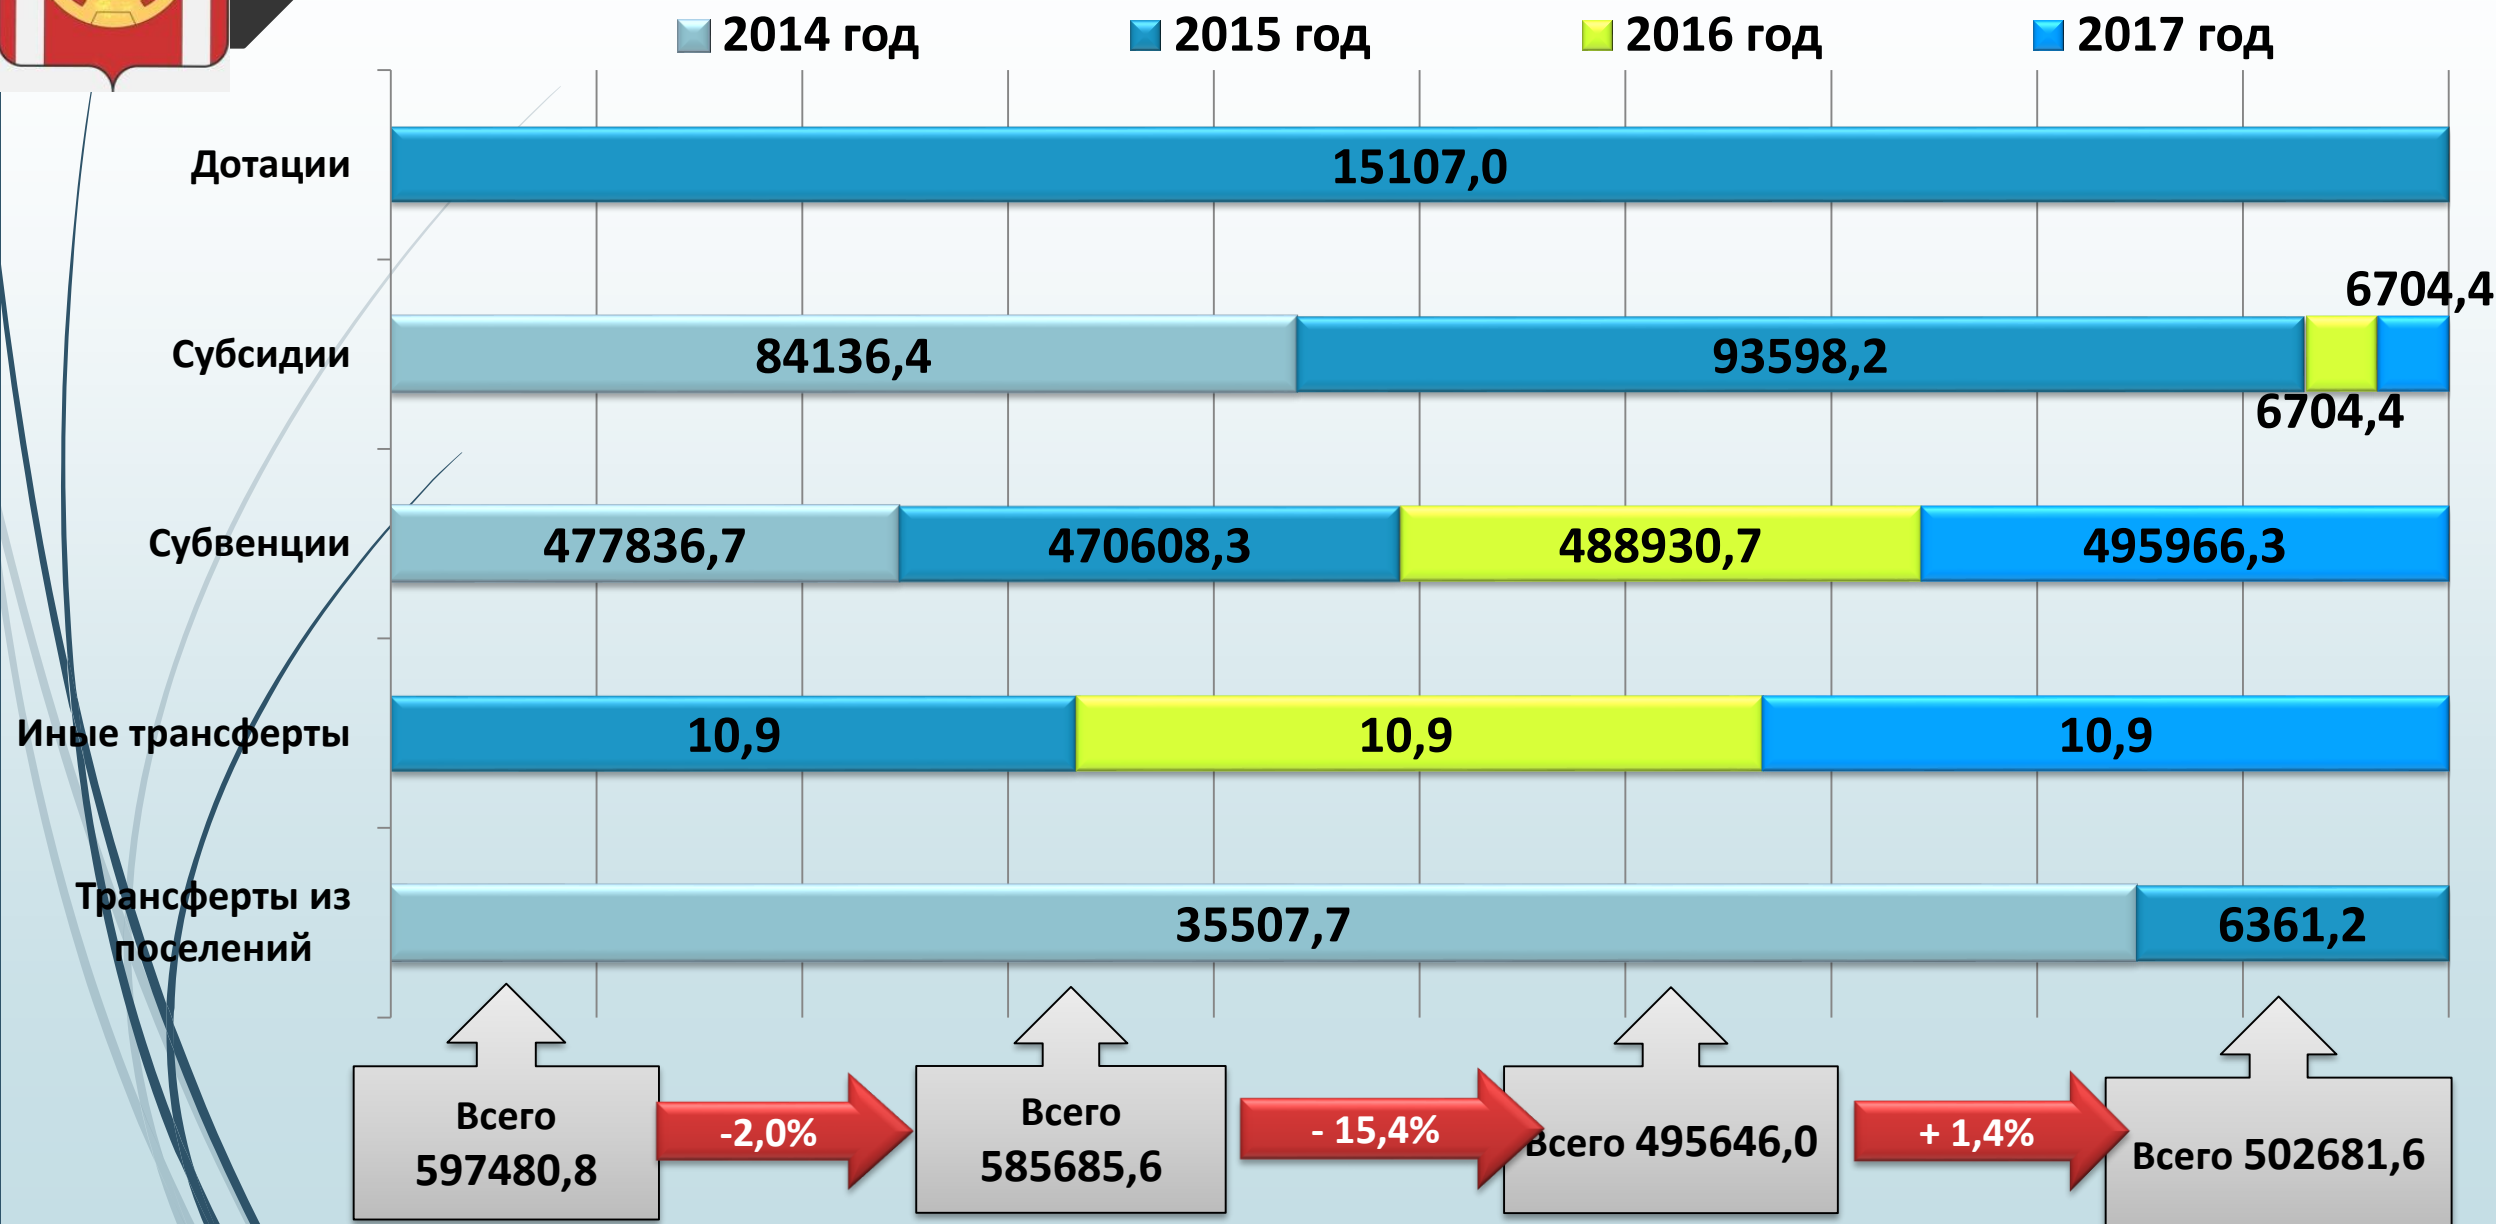 2014 год
2015 год
2016 год
2017 год
Дотации
15107,0
6704,4
Субсидии
84136,4
93598,2
6704,4
Субвенции
477836,7
470608,3
488930,7
495966,3
Иные трансферты
10,9
10,9
10,9
Трансферты из
поселений
35507,7
6361,2
Всего
597480,8
-2,0%
Всего
585685,6
- 15,4%
Всего 495646,0
+ 1,4%
Всего 502681,6